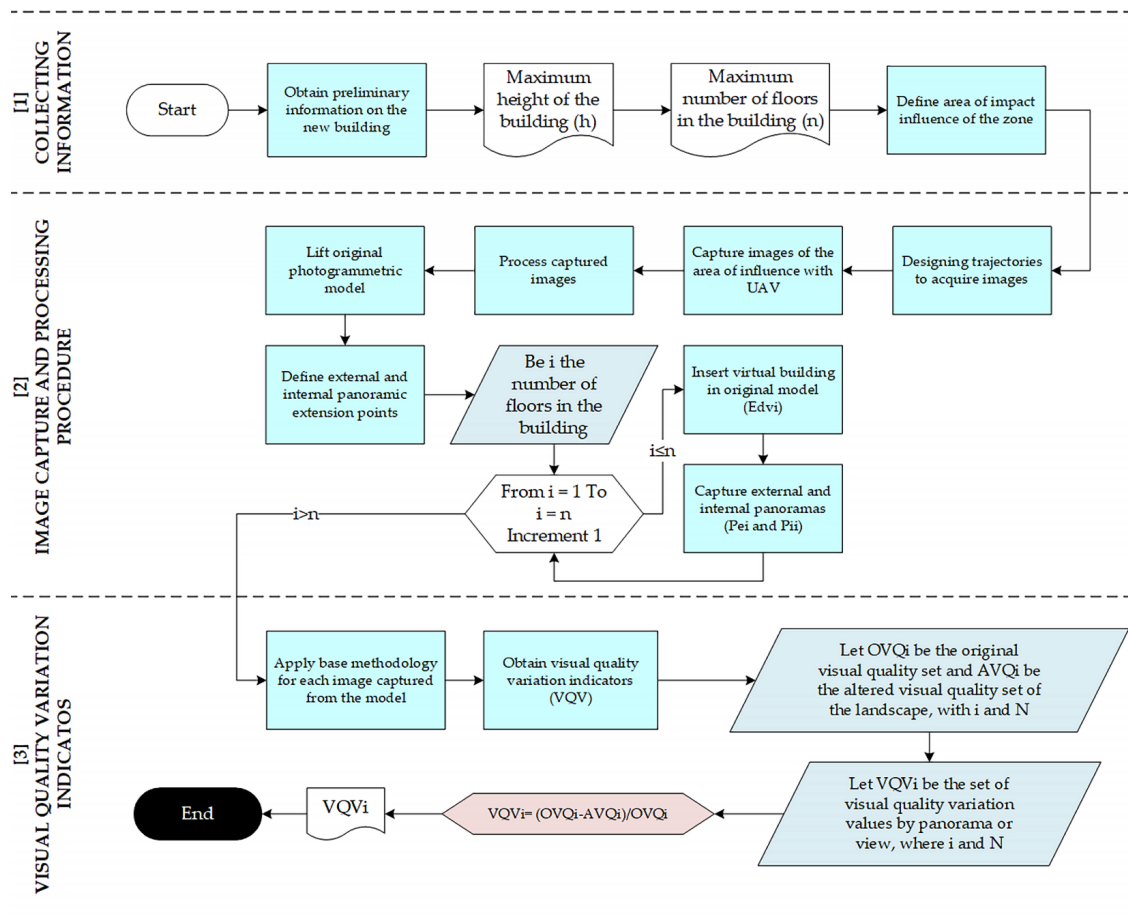 [1]
COLLECTING
INFORMATION
Start
Obtain preliminary
information on the
new building
Maximum
height of the
building (h)
Maximum
number of floors
in the building (n)
Define area of impact
influence of the zone
[2]
IMAGE CAPTURE AND PROCESSING
PROCEDURE
Designing trajectories
to acquire images
Capture images of the
area of influence with
UAV
Process captured
images
Lift original
photogrammetric
model
Define external and
internal panoramic
extension points
Be i the
number of
floors in the
building
From i = 1 To
i = n
Increment 1
i≤n
Insert virtual building
in original model
(Edvi)
Capture external and
internal panoramas
(Pei and Pii)
i>n
[3]
VISUAL QUALITY VARIATION
INDICATOS
Apply base methodology
for each image captured
from the model
Obtain visual quality
variation indicators
(VQV)
Let OVQi be the original
visual quality set and AVQi be
the altered visual quality set of
the landscape, with i and N
Let VQVi be the set of
visual quality variation
values by panorama or
view, where i and N
VQVi= (OVQi-AVQi)/OVQi
VQVi
End